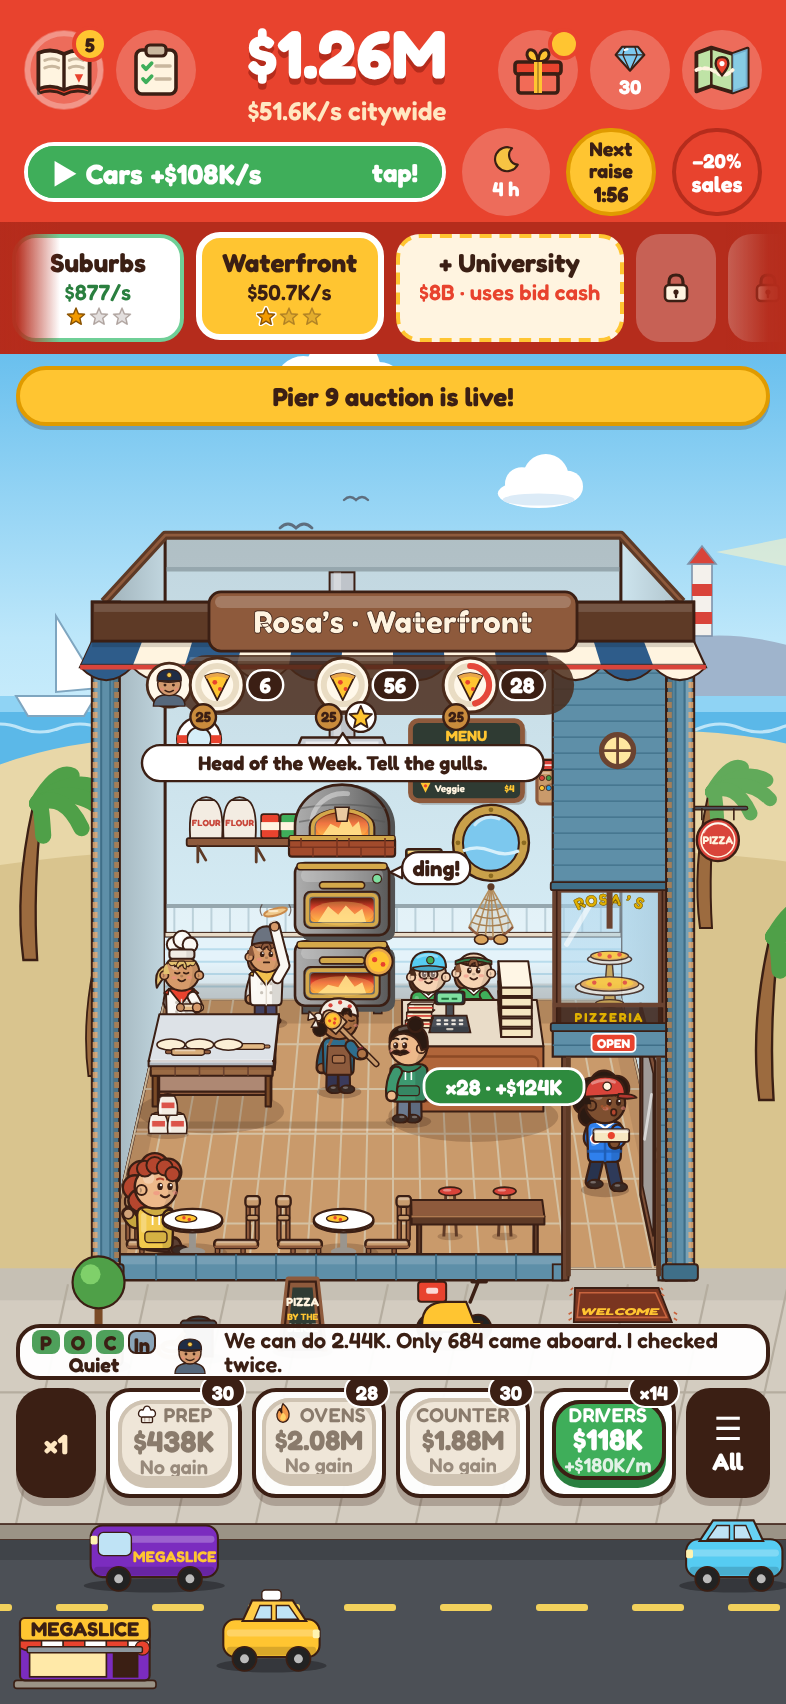 5
$1.26M
$51.6K/s citywide
30
Cars +$108K/s
tap!
4 h
Next
raise
1:56
-20%
sales
Suburbs
$877/s
Waterfront
$50.7K/s
+ University
$8B · uses bid cash
Pier 9 auction is live!
Rosa's · Waterfront
6
56
28
25
25
25
MENU
Head of the Week. Tell the gulls.
Veggie
$4
FLOUR
FLOUR
PIZZA
ding!
ROSA'S
PIZZERIA
OPEN
x28 · +$124K
PIZZA
BY THE
WELCOME
P
O
C
In
Quiet
We can do 2.44K. Only 684 came aboard. I checked
twice.
30
28
30
x14
x1
PREP
$438K
No gain
OVENS
$2.08M
No gain
COUNTER
$1.88M
No gain
DRIVERS
$118K
+$180K/m
All
MEGASLICE
MEGASLICE